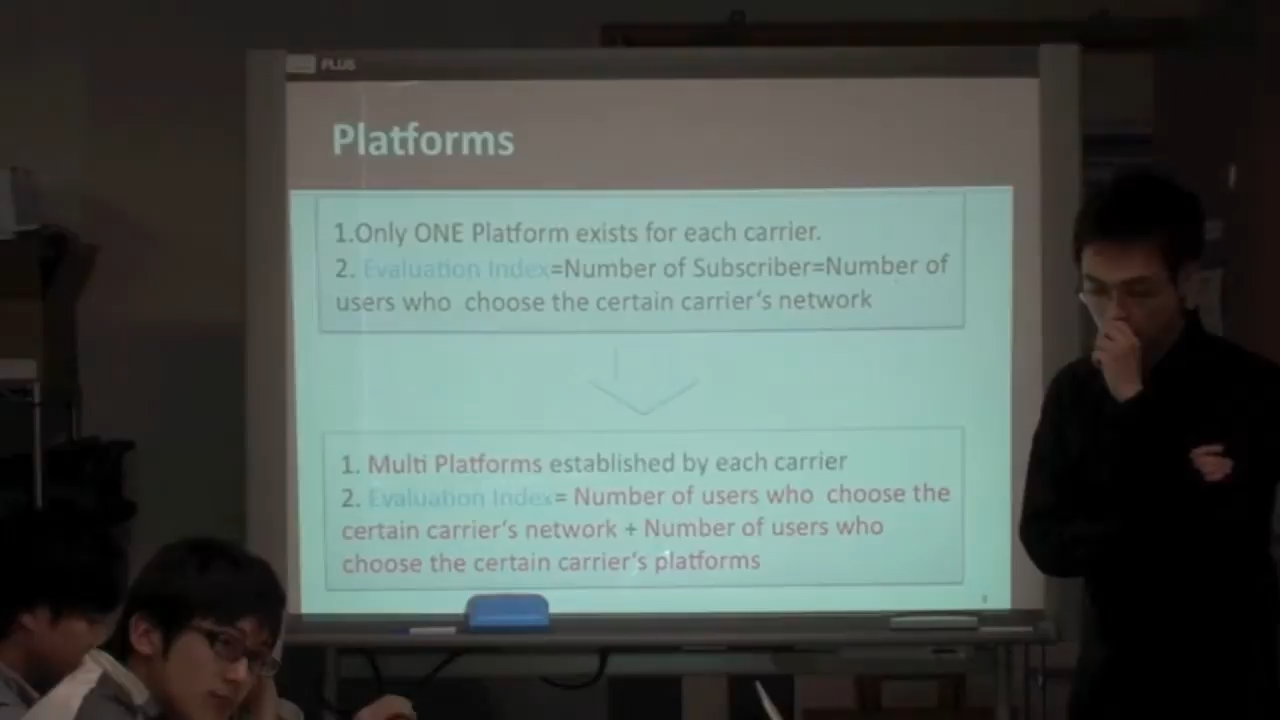 PLUS
Platforms
1.Only ONE Platform exists for each carrier.
2. Evaluation Index=Number of Subscriber=Number of
users who choose the certain carrier's network
1. Multi Platforms established by each carrier
2. Evaluation Index= Number of users who choose the
certain carrier's network + Number of users who
choose the certain carrier's platforms